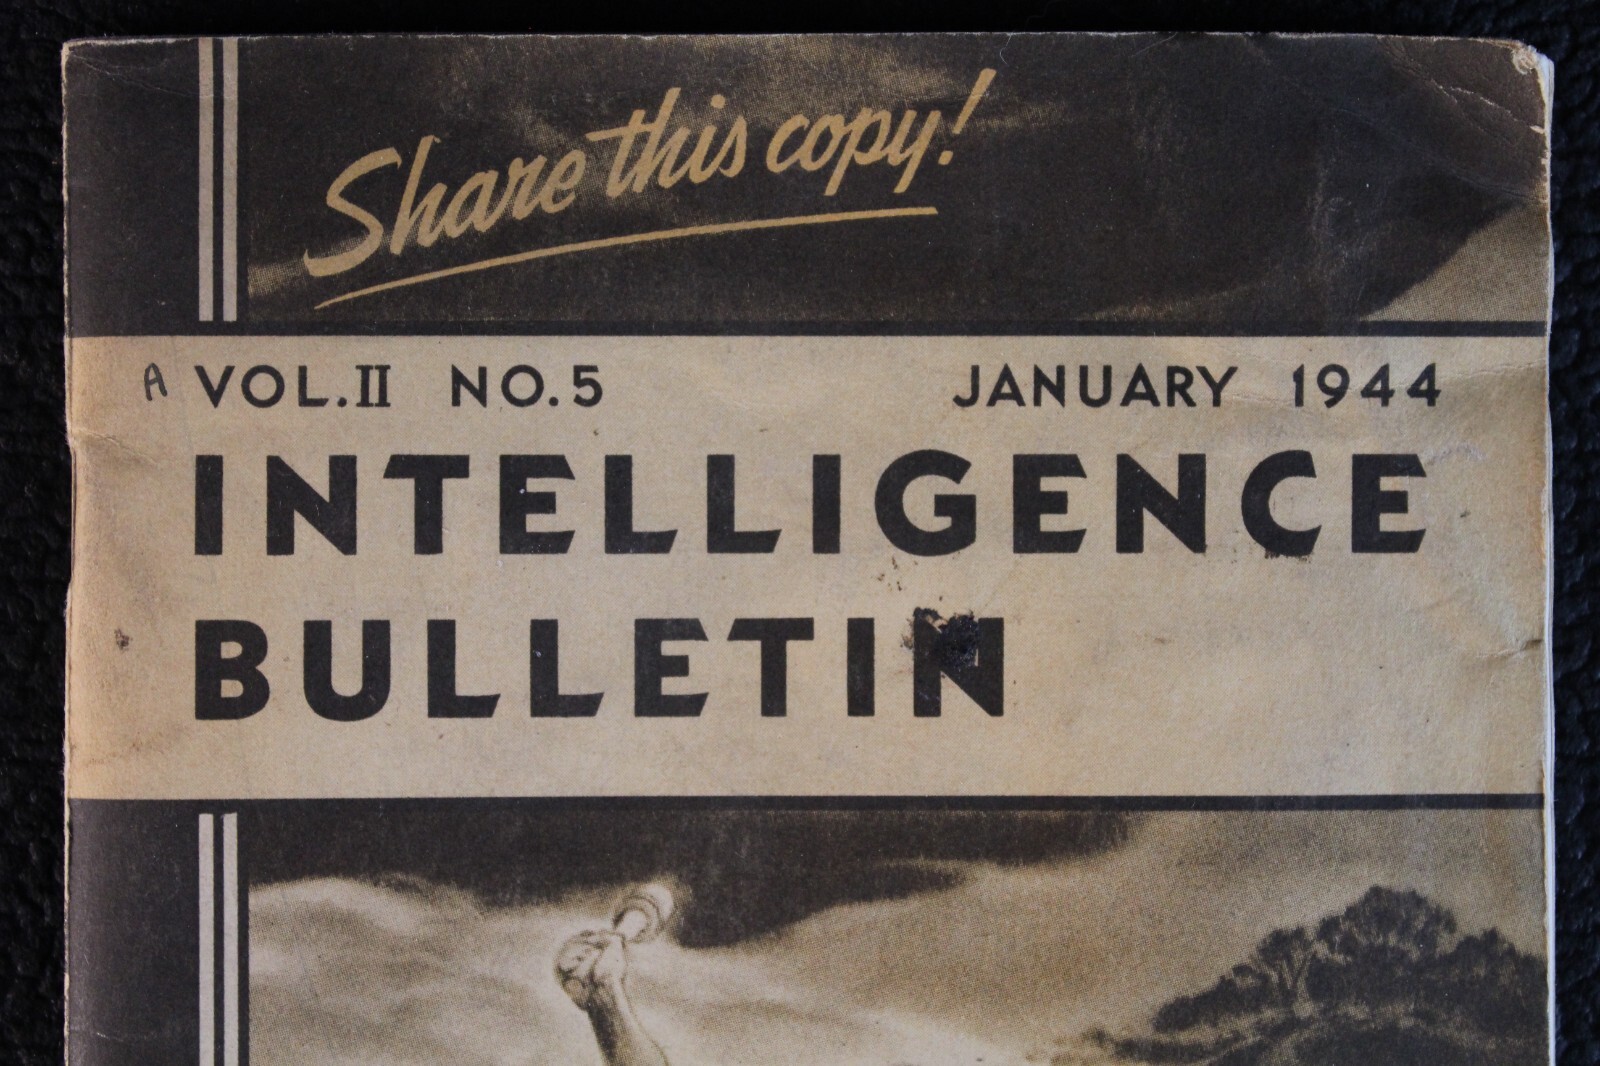 Share this copy!
A VOL. II NO. 5 JANUARY 1944
INTELLIGENCE
BULLETIN